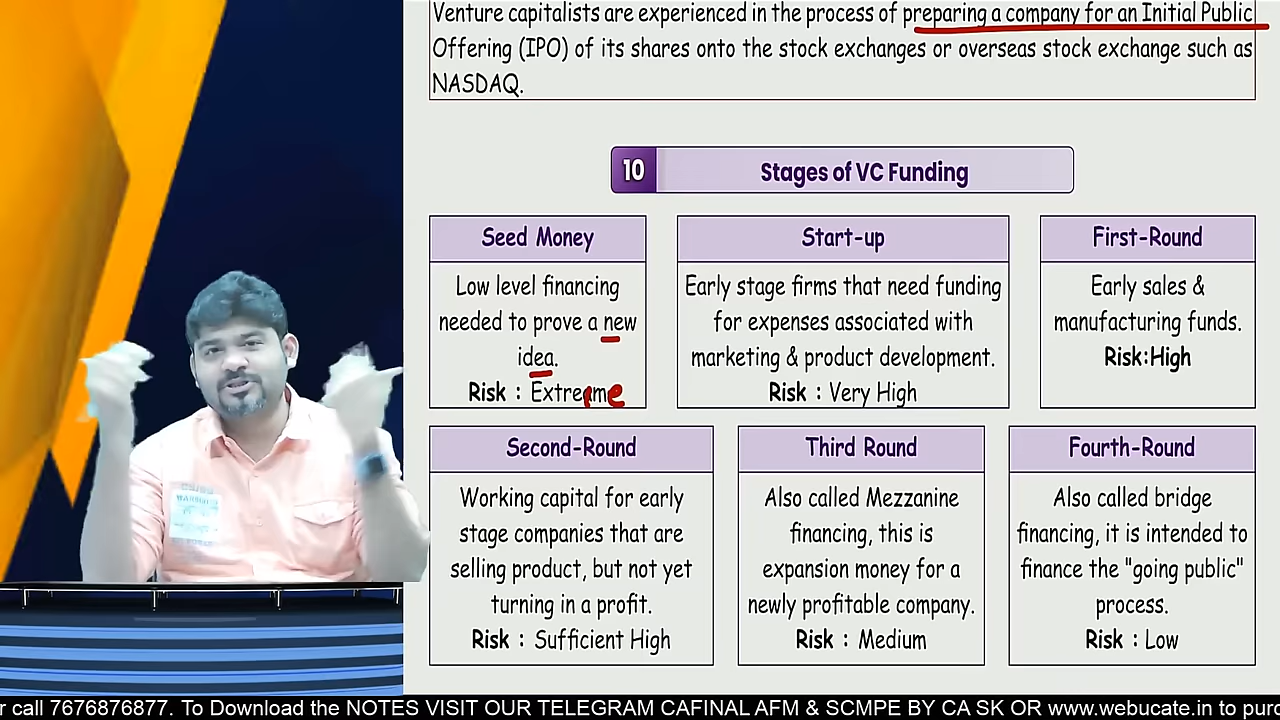 Venture capitalists are experienced in the process of preparing a company for an Initial Public
Offering (IPO) of its shares onto the stock exchanges or overseas stock exchange such as
NASDAQ.
10 Stages of VC Funding
Seed Money
Low level financing
needed to prove a new
idea.
Risk : Extreme
Start-up
Early stage firms that need funding
for expenses associated with
marketing & product development.
Risk : Very High
First-Round
Early sales &
manufacturing funds.
Risk:High
Second-Round
Working capital for early
stage companies that are
selling product, but not yet
turning in a profit.
Risk : Sufficient High
Third Round
Also called Mezzanine
financing, this is
expansion money for a
newly profitable company.
Risk : Medium
Fourth-Round
Also called bridge
financing, it is intended to
finance the "going public"
process.
Risk : Low
r call 7676876877. To Download the NOTES VISIT OUR TELEGRAM CAFINAL AFM & SCMPE BY CA SK OR www.webucate.in to purc